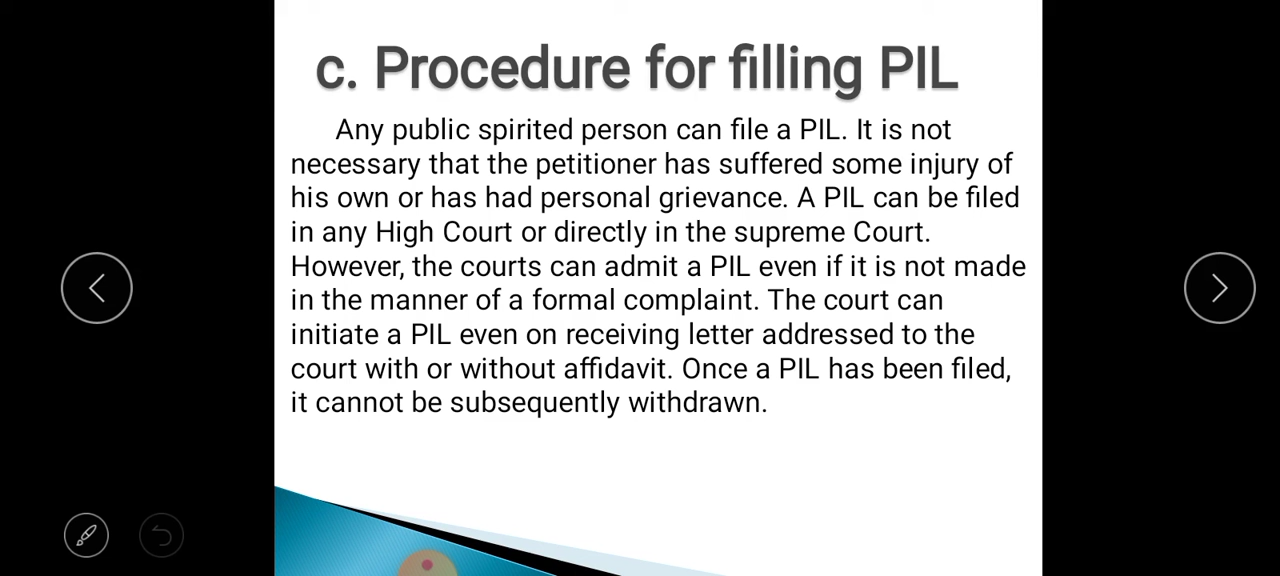 c. Procedure for filling PIL
Any public spirited person can file a PIL. It is not
necessary that the petitioner has suffered some injury of
his own or has had personal grievance. A PIL can be filed
in any High Court or directly in the supreme Court.
However, the courts can admit a PIL even if it is not made
in the manner of a formal complaint. The court can
initiate a PIL even on receiving letter addressed to the
court with or without affidavit. Once a PIL has been filed,
it cannot be subsequently withdrawn.